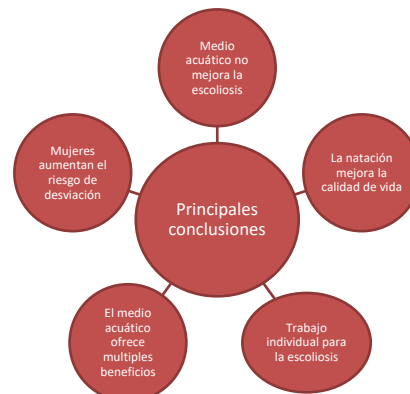 Medio
acuático no
mejora la
escoliosis
Mujeres
aumentan el
riesgo de
desviación
La natación
mejora la
calidad de vida
Principales
conclusiones
El medio
acuático
ofrece
multiples
beneficios
Trabajo
individual para
la escoliosis